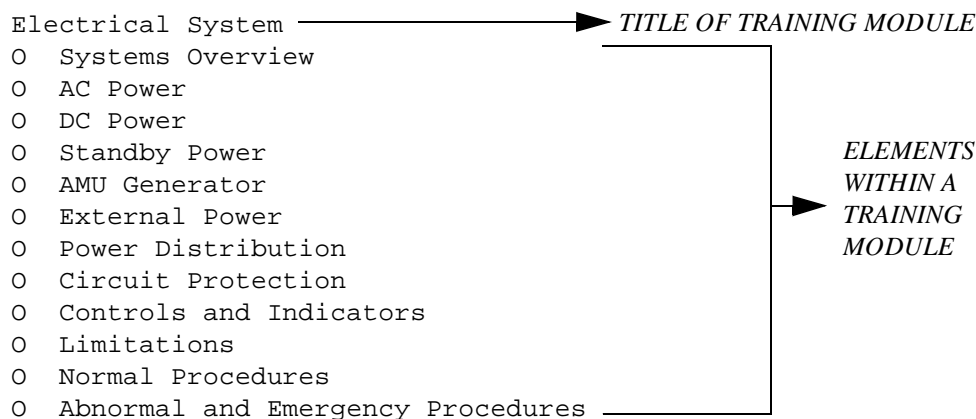 Electrical System TITLE OF TRAINING MODULE
O Systems Overview
O AC Power
O DC Power
O Standby Power
O AMU Generator
O External Power
O Power Distribution
O Circuit Protection
O Controls and Indicators
O Limitations
O Normal Procedures
O Abnormal and Emergency Procedures
ELEMENTS
WITHIN A
TRAINING
MODULE